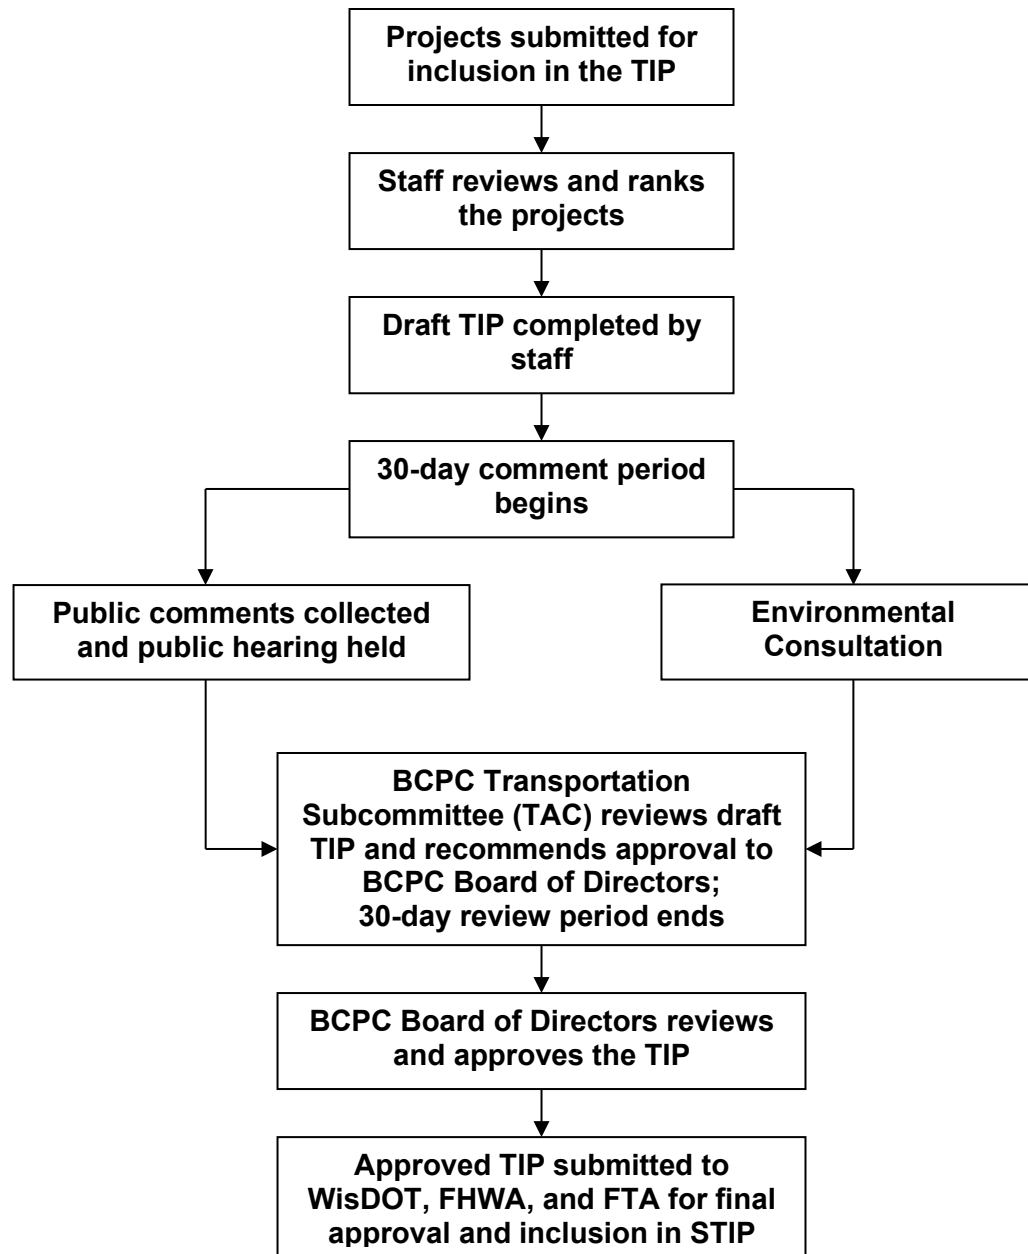 Projects submitted for
inclusion in the TIP
Staff reviews and ranks
the projects
Draft TIP completed by
staff
30-day comment period
begins
Public comments collected
and public hearing held
Environmental
Consultation
BCPC Transportation
Subcommittee (TAC) reviews draft
TIP and recommends approval to
BCPC Board of Directors;
30-day review period ends
BCPC Board of Directors reviews
and approves the TIP
Approved TIP submitted to
WisDOT, FHWA, and FTA for final
approval and inclusion in STIP